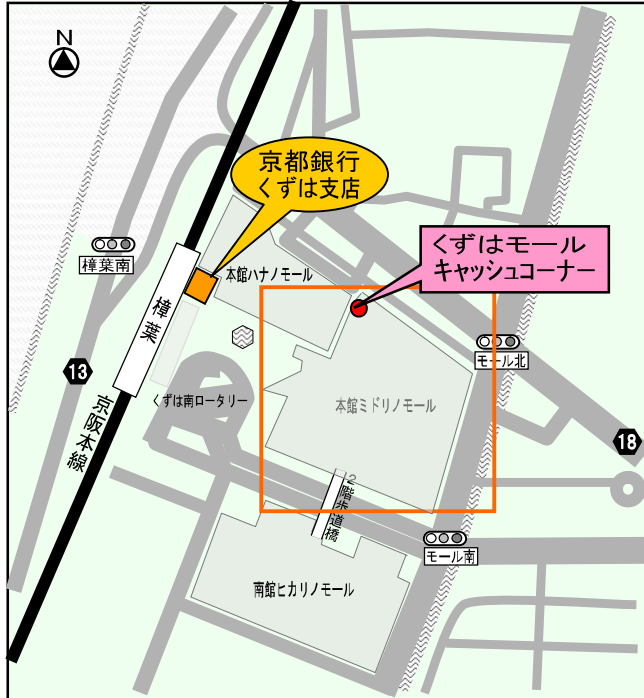 N
京都銀行
くずは支店
くずはモール
キャッシュコーナー
樟葉南
本館ハナノモール
樟葉
モール北
13
くずは南ロータリー
本館ミドリノモール
京阪本線
18
2階歩道橋
モール南
南館ヒカリノモール